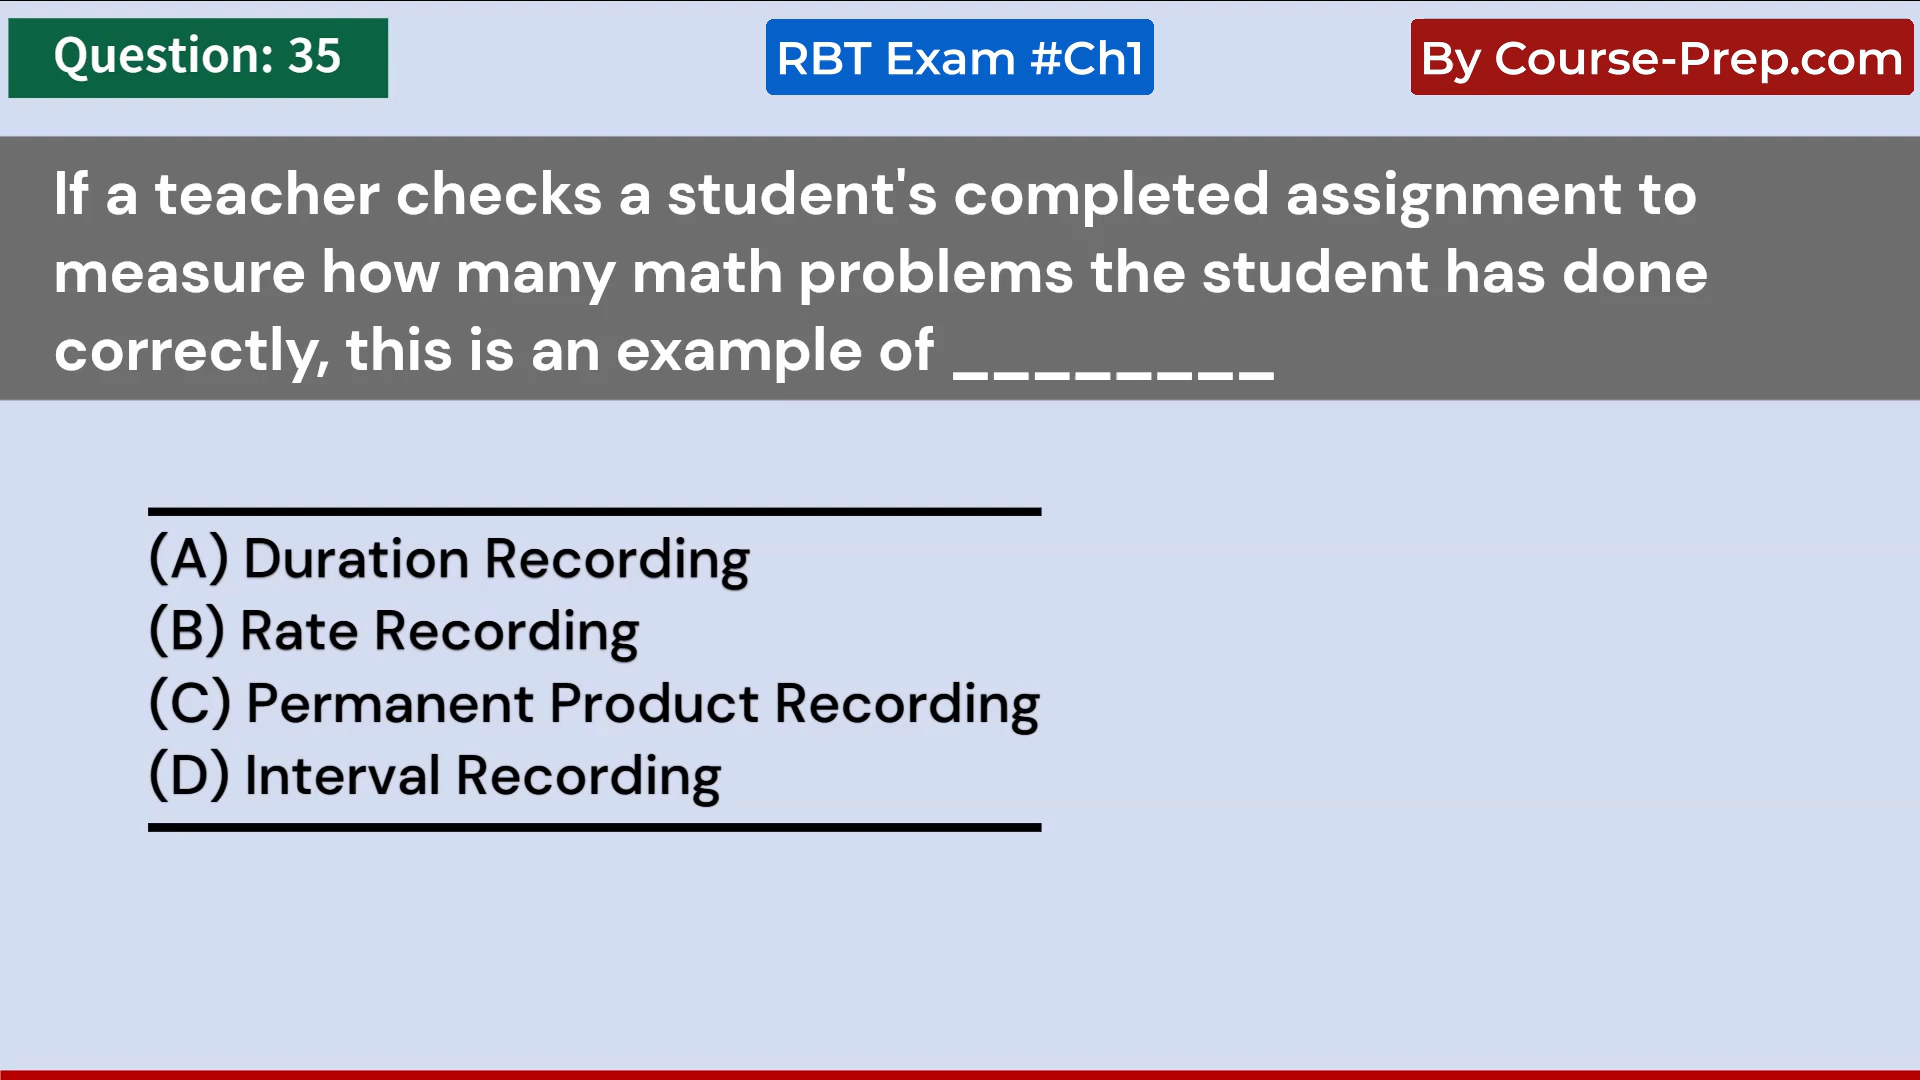 Question: 35
RBT Exam #Ch1
By Course-Prep.com
If a teacher checks a student's completed assignment to
measure how many math problems the student has done
correctly, this is an example of ________
(A) Duration Recording
(B) Rate Recording
(C) Permanent Product Recording
(D) Interval Recording